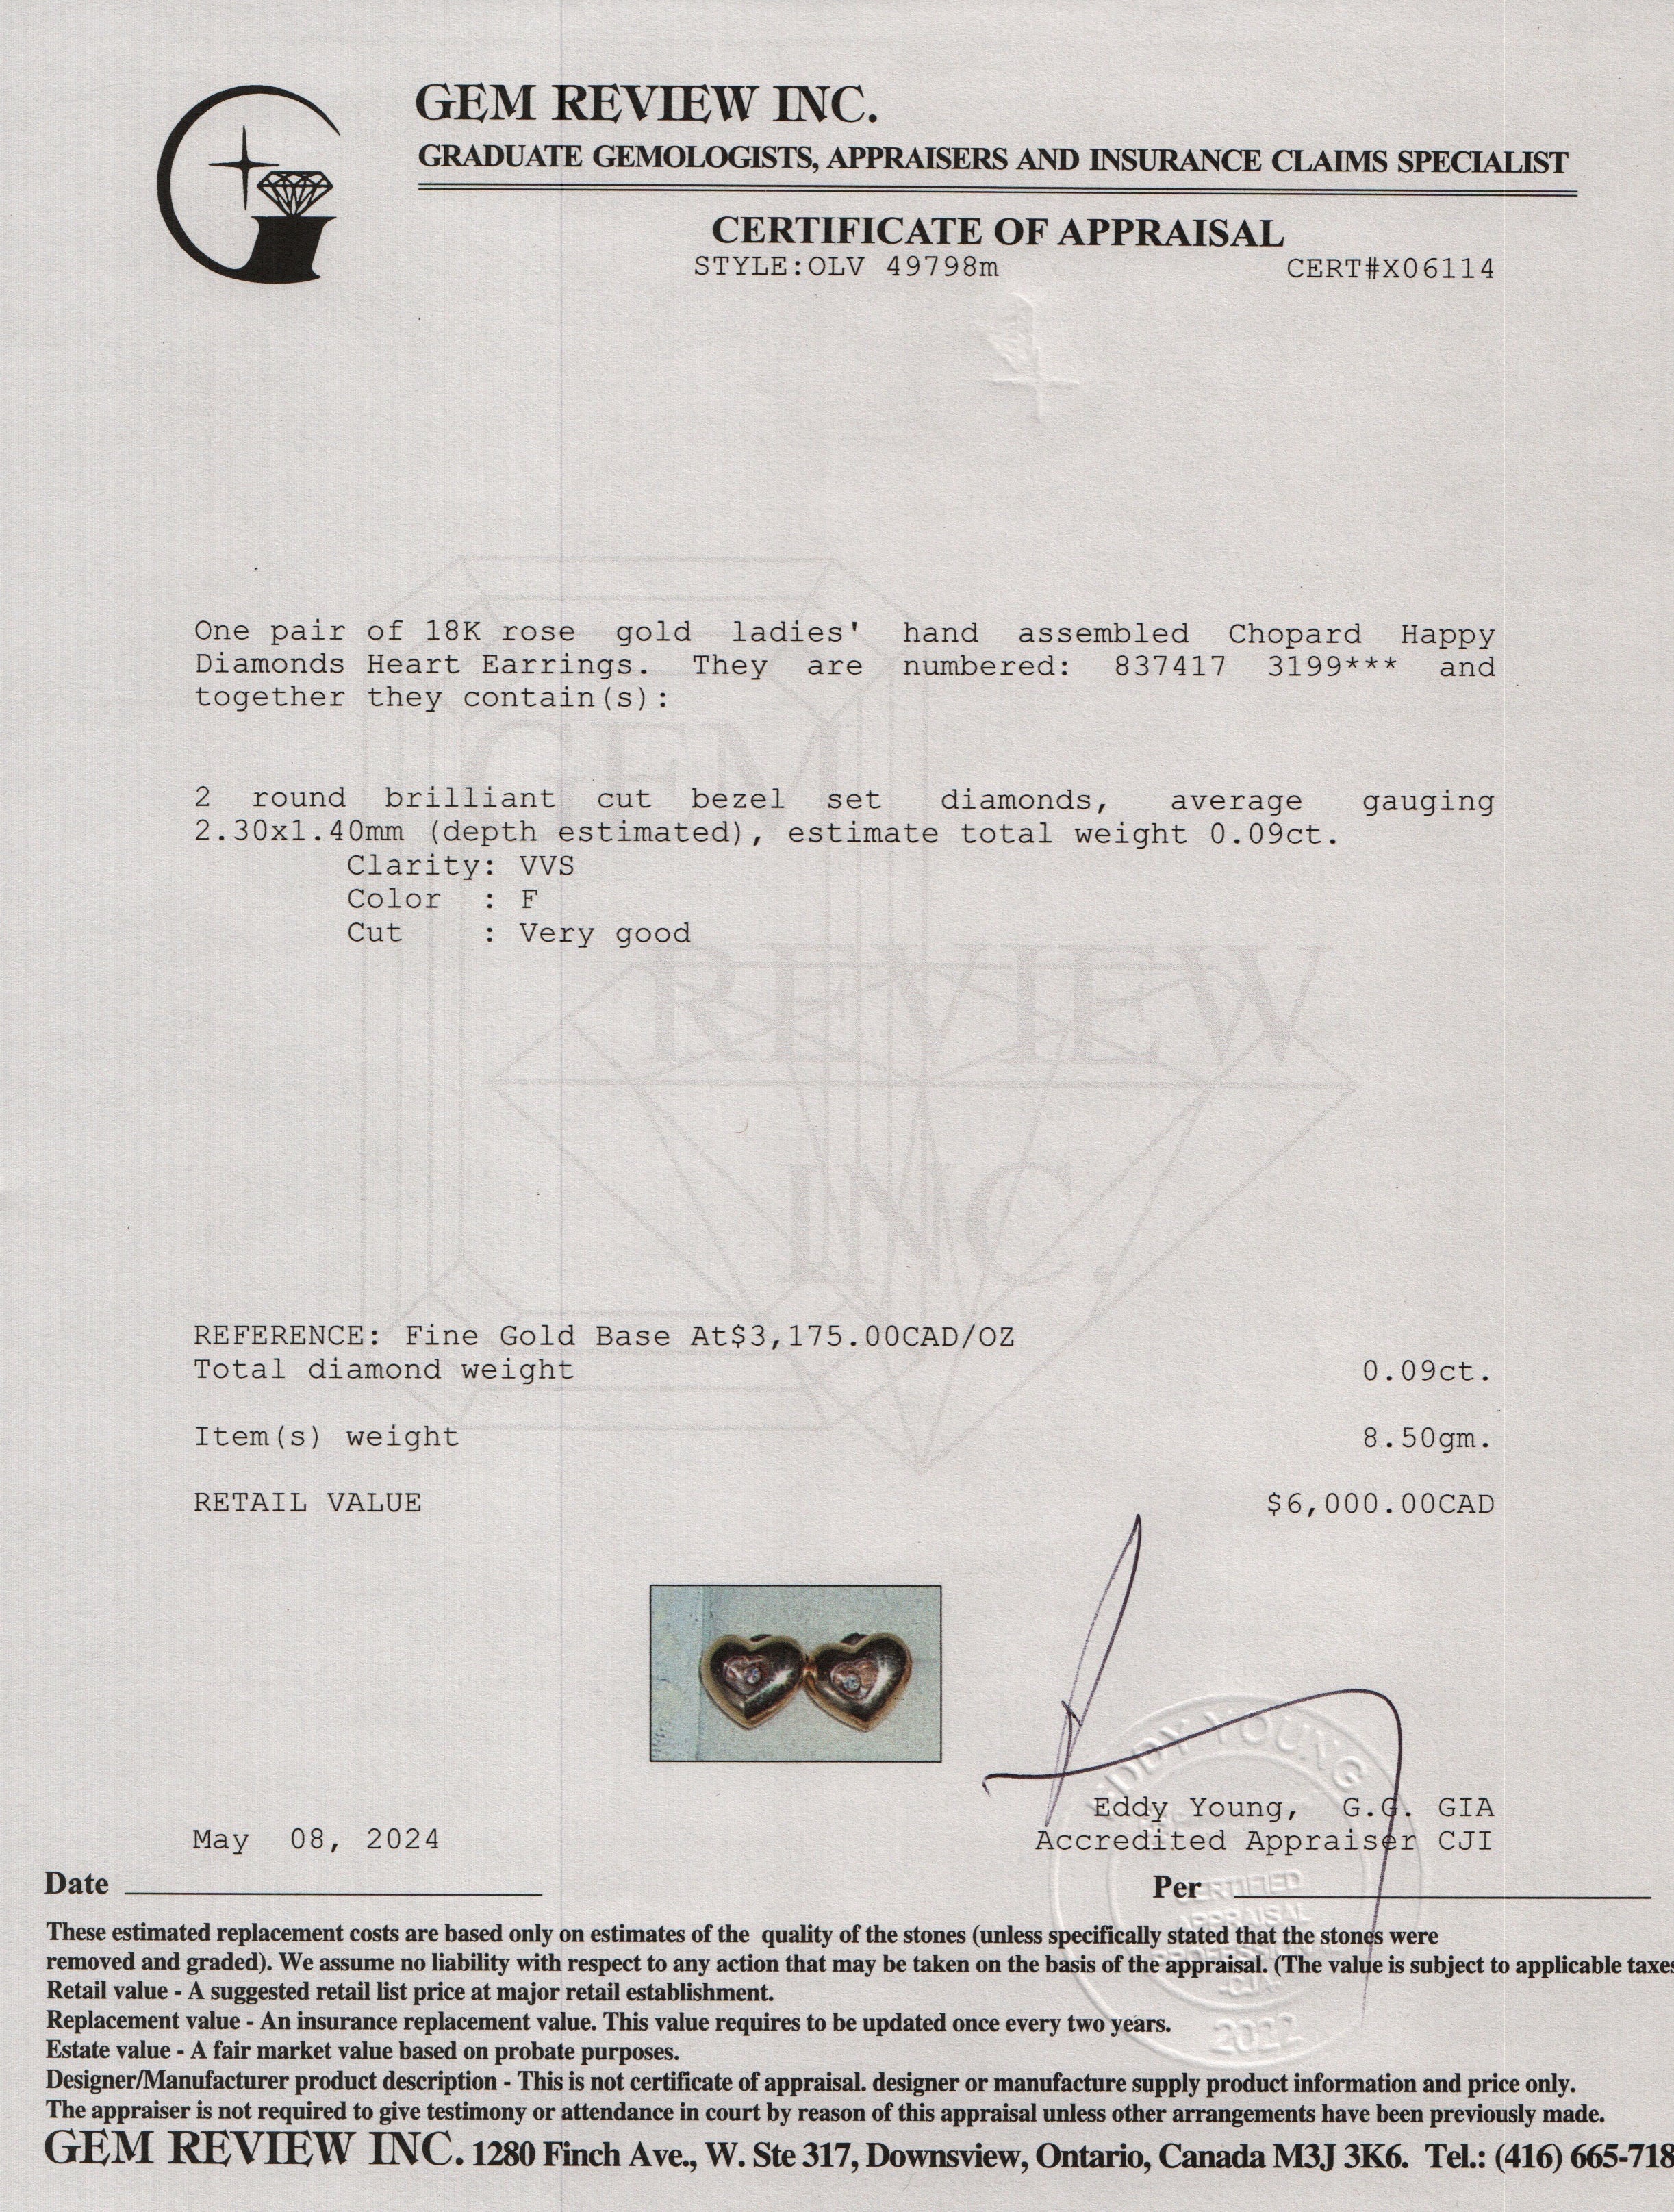 GEM REVIEW INC.
GRADUATE GEMOLOGISTS, APPRAISERS AND INSURANCE CLAIMS SPECIALIST
CERTIFICATE OF APPRAISAL
STYLE:OLV 49798m CERT#X06114
One pair of 18K rose gold ladies' hand assembled Chopard Happy
Diamonds Heart Earrings. They are numbered: 837417 3199*** and
together they contain(s):
GEM
2 round brilliant cut bezel set diamonds, average gauging
2.30x1.40mm (depth estimated), estimate total weight 0.09ct.
Clarity: VVS
Color : F
Cut : Very good
REVIEW
INC.
REFERENCE: Fine Gold Base At$3,175.00CAD/OZ
Total diamond weight 0.09ct.
Item(s) weight 8.50gm.
RETAIL VALUE $6,000.00CAD
EDDY YOUNG
Eddy Young, G.G. GIA
May 08, 2024 Accredited Appraiser CJI
Date Per
CERTIFIED
APPRAISAL
PROFESSIONAL
2022
These estimated replacement costs are based only on estimates of the quality of the stones (unless specifically stated that the stones were
removed and graded). We assume no liability with respect to any action that may be taken on the basis of the appraisal. (The value is subject to applicable taxes
Retail value - A suggested retail list price at major retail establishment.
Replacement value - An insurance replacement value. This value requires to be updated once every two years.
Estate value - A fair market value based on probate purposes.
Designer/Manufacturer product description - This is not certificate of appraisal. designer or manufacture supply product information and price only.
The appraiser is not required to give testimony or attendance in court by reason of this appraisal unless other arrangements have been previously made.
GEM REVIEW INC. 1280 Finch Ave., W. Ste 317, Downsview, Ontario, Canada M3J 3K6. Tel.: (416) 665-718